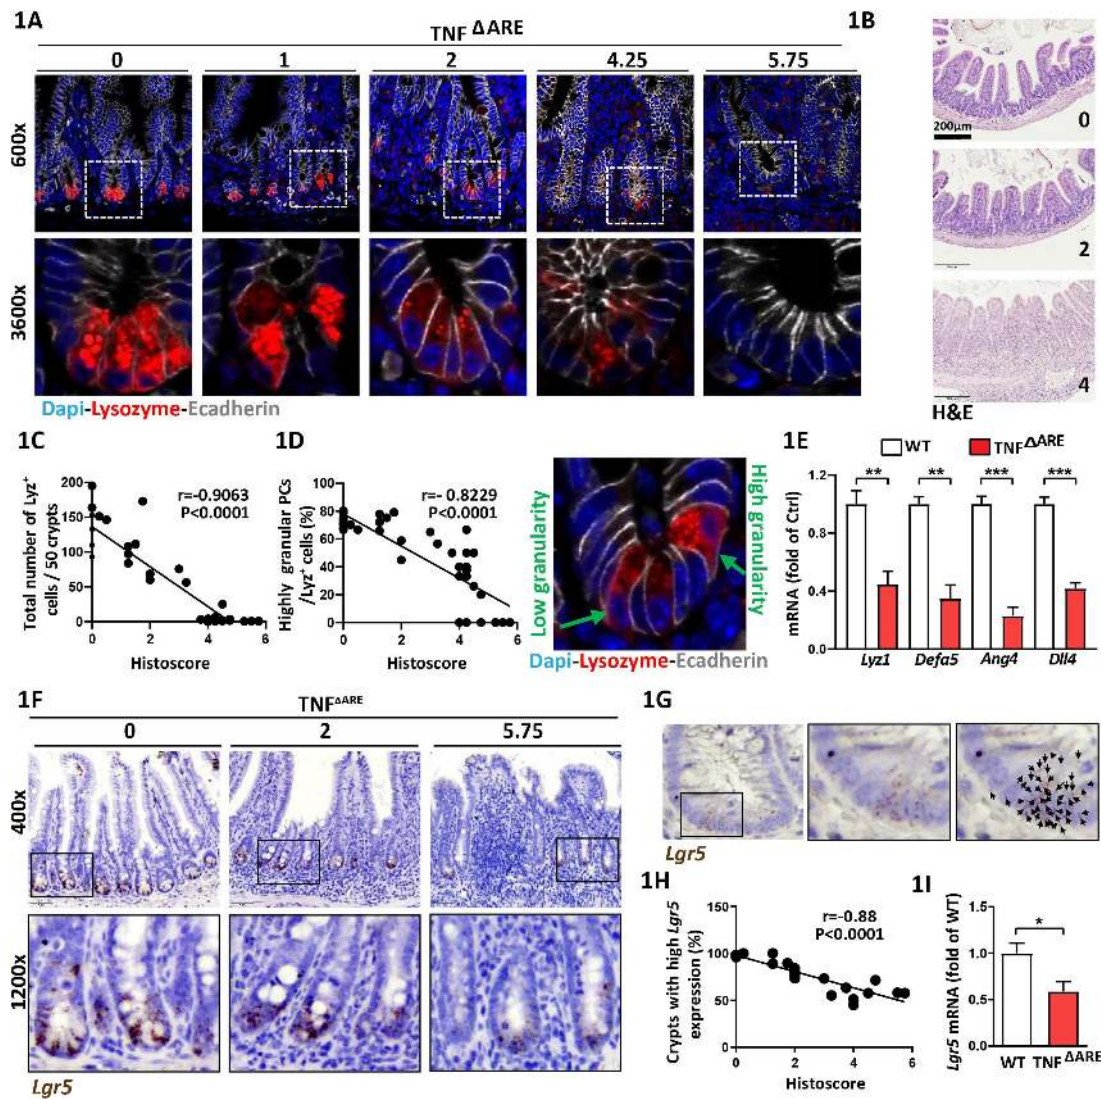 1A
TNF ΔARE
0 1 2 4.25 5.75
600x
3600x
Dapi-Lysozyme-Ecadherin
1B
200μm
0
2
4
H&E
1C
Total number of Lyz+
cells / 50 crypts
200
150
100
50
0
r=-0.9063
P<0.0001
0 2 4 6
Histoscore
1D
Highly granular PCs
/Lyz+ cells (%)
100
80
60
40
20
0
r=- 0.8229
P<0.0001
0 2 4 6
Histoscore
Low granularity
High granularity
Dapi-Lysozyme-Ecadherin
1E
WT TNFΔARE
mRNA (fold of Ctrl)
1.2
0.8
0.4
0.0
** ** *** ***
Lyz1 Defa5 Ang4 Dll4
1F
TNFΔARE
0 2 5.75
400x
1200x
Lgr5
1G
Lgr5
1H
Crypts with high Lgr5
expression (%)
150
100
50
0
r=-0.88
P<0.0001
0 2 4 6
Histoscore
1I
Lgr5 mRNA (fold of WT)
1.5
1.0
0.5
0.0
*
WT TNFΔARE